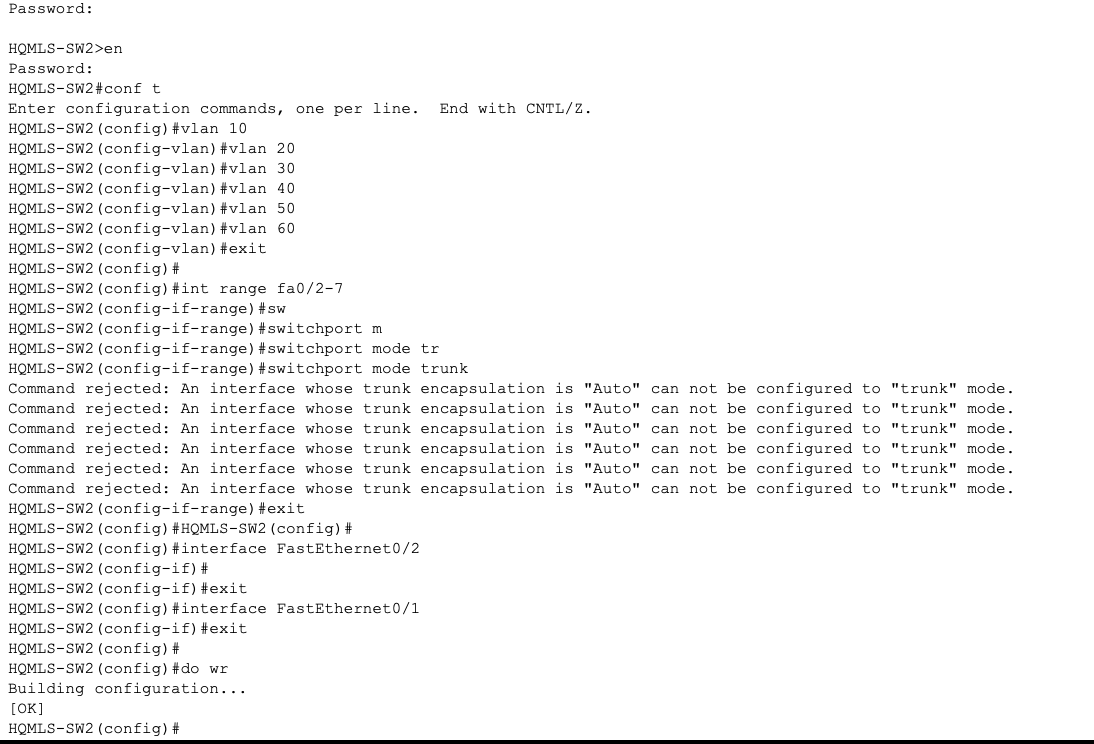 Password:
HQMLS-SW2>en
Password:
HQMLS-SW2#conf t
Enter configuration commands, one per line.  End with CNTL/Z.
HQMLS-SW2(config)#vlan 10
HQMLS-SW2(config-vlan)#vlan 20
HQMLS-SW2(config-vlan)#vlan 30
HQMLS-SW2(config-vlan)#vlan 40
HQMLS-SW2(config-vlan)#vlan 50
HQMLS-SW2(config-vlan)#vlan 60
HQMLS-SW2(config-vlan)#exit
HQMLS-SW2(config)#
HQMLS-SW2(config)#int range fa0/2-7
HQMLS-SW2(config-if-range)#sw
HQMLS-SW2(config-if-range)#switchport m
HQMLS-SW2(config-if-range)#switchport mode tr
HQMLS-SW2(config-if-range)#switchport mode trunk
Command rejected: An interface whose trunk encapsulation is "Auto" can not be configured to "trunk" mode.
Command rejected: An interface whose trunk encapsulation is "Auto" can not be configured to "trunk" mode.
Command rejected: An interface whose trunk encapsulation is "Auto" can not be configured to "trunk" mode.
Command rejected: An interface whose trunk encapsulation is "Auto" can not be configured to "trunk" mode.
Command rejected: An interface whose trunk encapsulation is "Auto" can not be configured to "trunk" mode.
Command rejected: An interface whose trunk encapsulation is "Auto" can not be configured to "trunk" mode.
HQMLS-SW2(config-if-range)#exit
HQMLS-SW2(config)#HQMLS-SW2(config)#
HQMLS-SW2(config)#interface FastEthernet0/2
HQMLS-SW2(config-if)#
HQMLS-SW2(config-if)#exit
HQMLS-SW2(config)#interface FastEthernet0/1
HQMLS-SW2(config-if)#exit
HQMLS-SW2(config)#
HQMLS-SW2(config)#do wr
Building configuration...
[OK]
HQMLS-SW2(config)#